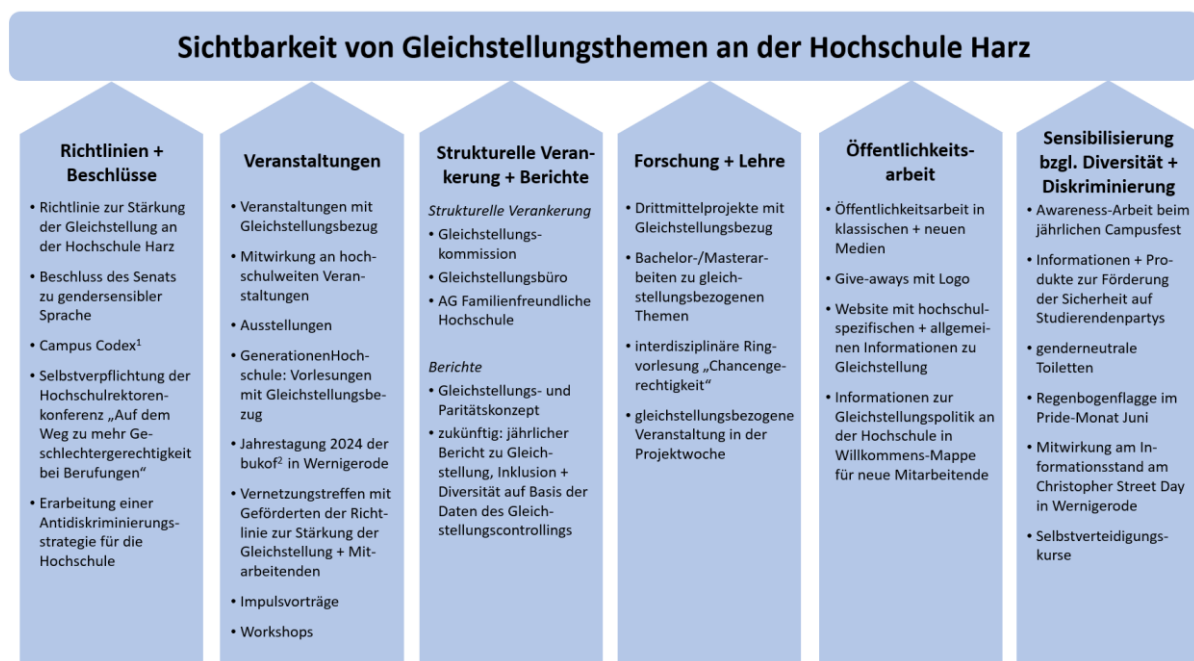 Sichtbarkeit von Gleichstellungsthemen an der Hochschule Harz
Richtlinien +
Beschlüsse
• Richtlinie zur Stärkung
der Gleichstellung an
der Hochschule Harz
• Beschluss des Senats
zu gendersensibler
Sprache
• Campus Codex¹
• Selbstverpflichtung der
Hochschulrektoren-
konferenz „Auf dem
Weg zu mehr Ge-
schlechtergerechtigkeit
bei Berufungen“
• Erarbeitung einer
Antidiskriminierungs-
strategie für die
Hochschule
Veranstaltungen
• Veranstaltungen mit
Gleichstellungsbezug
• Mitwirkung an hoch-
schulweiten Veran-
staltungen
• Ausstellungen
• GenerationenHoch-
schule: Vorlesungen
mit Gleichstellungsbe-
zug
• Jahrestagung 2024 der
bukof² in Wernigerode
• Vernetzungstreffen mit
Geförderten der Richt-
linie zur Stärkung der
Gleichstellung + Mit-
arbeitenden
• Impulsvorträge
• Workshops
Strukturelle Veran-
kerung + Berichte
Strukturelle Verankerung
• Gleichstellungs-
kommission
• Gleichstellungsbüro
• AG Familienfreundliche
Hochschule
Berichte
• Gleichstellungs- und
Paritätskonzept
• zukünftig: jährlicher
Bericht zu Gleich-
stellung, Inklusion +
Diversität auf Basis der
Daten des Gleich-
stellungscontrollings
Forschung + Lehre
• Drittmittelprojekte mit
Gleichstellungsbezug
• Bachelor-/Masterar-
beiten zu gleich-
stellungsbezogenen
Themen
• interdisziplinäre Ring-
vorlesung „Chancenge-
rechtigkeit“
• gleichstellungsbezogene
Veranstaltung in der
Projektwoche
Öffentlichkeits-
arbeit
• Öffentlichkeitsarbeit in
klassischen + neuen
Medien
• Give-aways mit Logo
• Website mit hochschul-
spezifischen + allgemei-
nen Informationen zu
Gleichstellung
• Informationen zur
Gleichstellungspolitik an
der Hochschule in
Willkommens-Mappe
für neue Mitarbeitende
Sensibilisierung
bzgl. Diversität +
Diskriminierung
• Awareness-Arbeit beim
jährlichen Campusfest
• Informationen + Pro-
dukte zur Förderung
der Sicherheit auf
Studierendenpartys
• genderneutrale
Toiletten
• Regenbogenflagge im
Pride-Monat Juni
• Mitwirkung am In-
formationsstand am
Christopher Street Day
in Wernigerode
• Selbstverteidigungs-
kurse